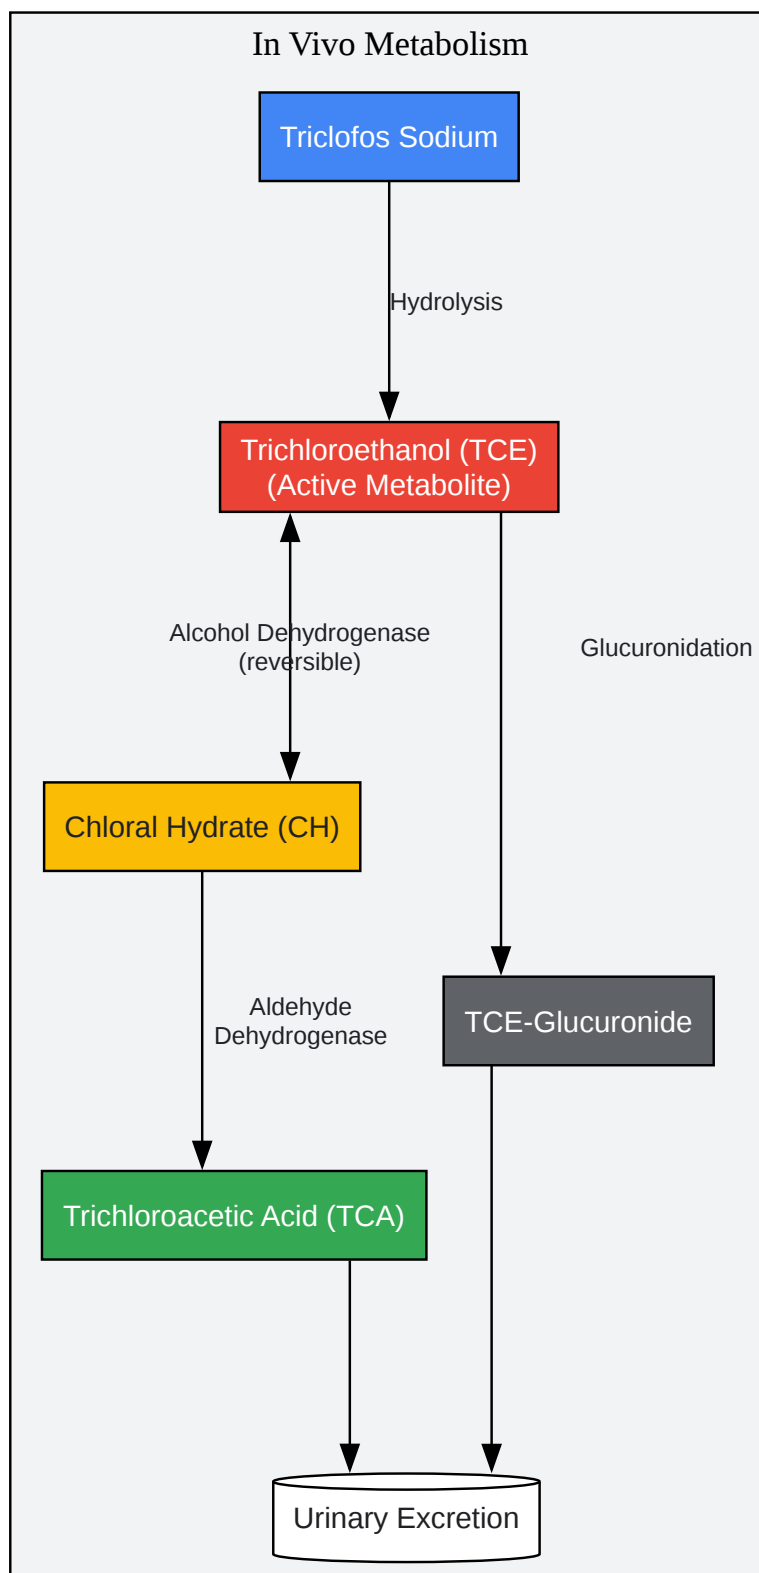 In Vivo Metabolism
Triclofos Sodium
Hydrolysis
Trichloroethanol (TCE)
(Active Metabolite)
Alcohol Dehydrogenase
(reversible)
Glucuronidation
Chloral Hydrate (CH)
Aldehyde
Dehydrogenase
TCE-Glucuronide
Trichloroacetic Acid (TCA)
Urinary Excretion